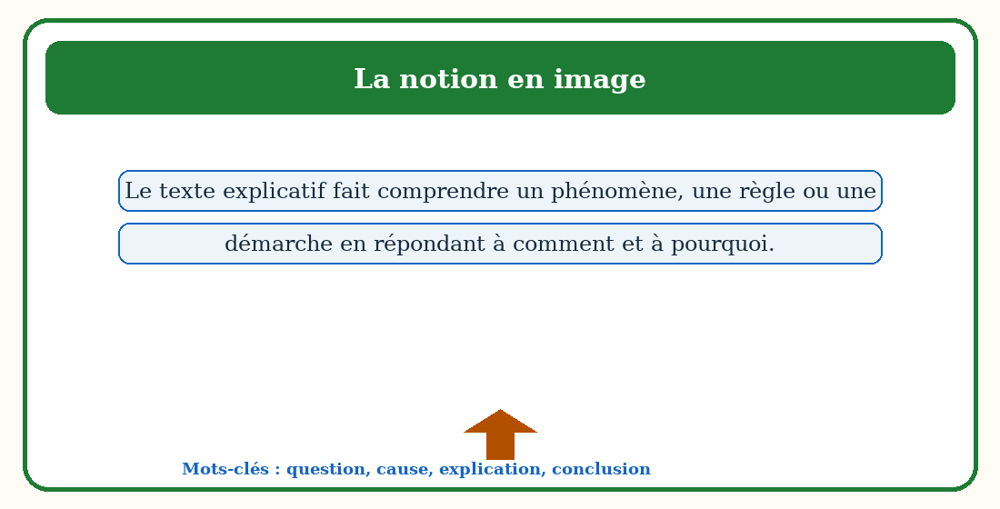 La notion en image
Le texte explicatif fait comprendre un phénomène, une règle ou une
démarche en répondant à comment et à pourquoi.
Mots-clés : question, cause, explication, conclusion